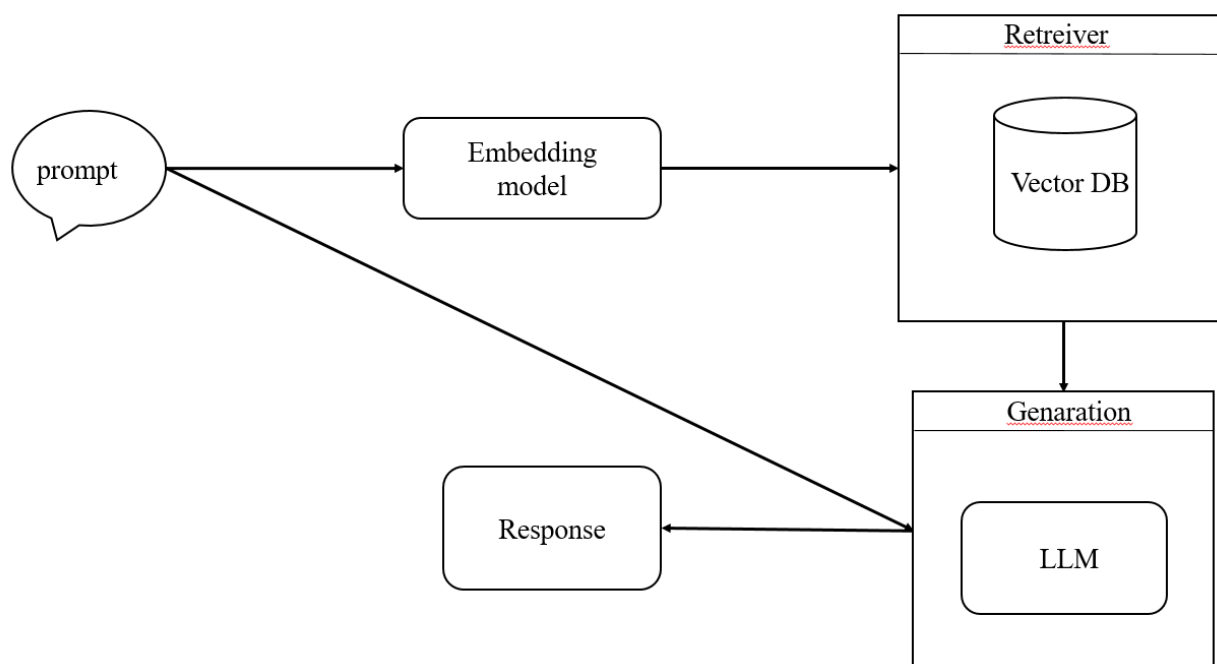 Retreiver
prompt
Embedding
model
Vector DB
Genaration
Response
LLM